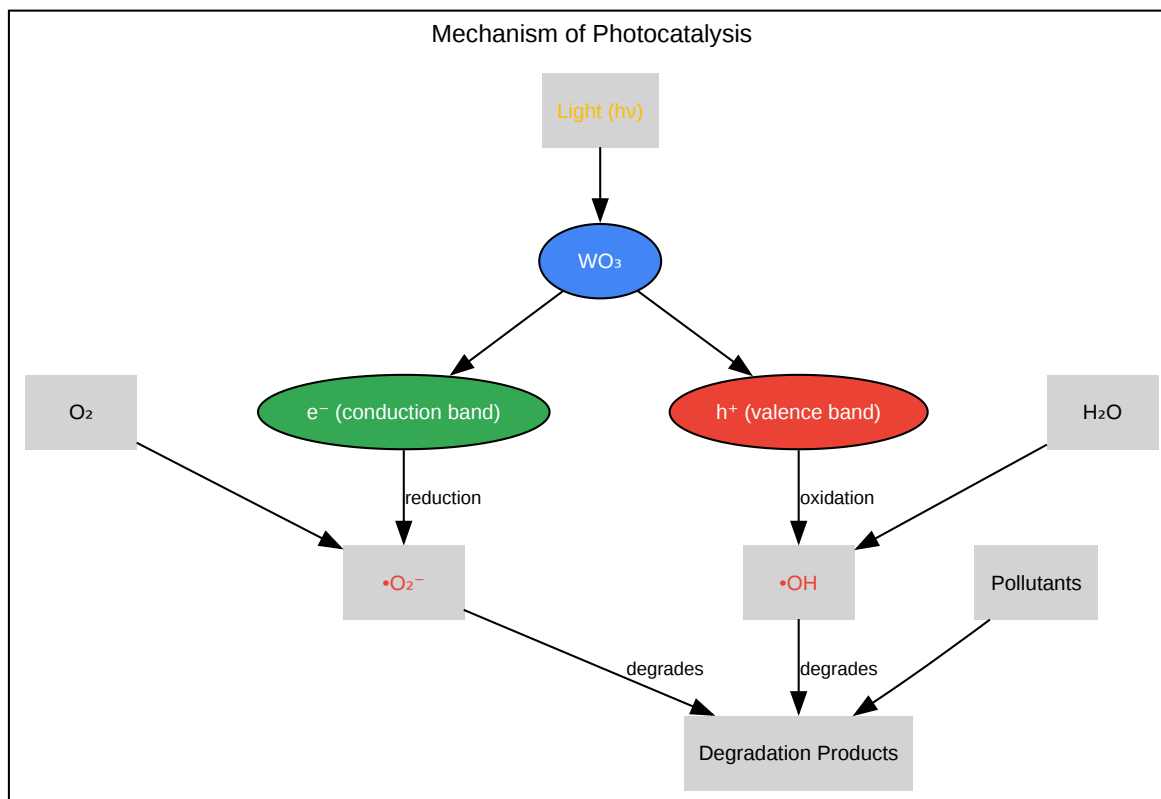 Mechanism of Photocatalysis
Light (hν)
WO₃
O₂
e⁻ (conduction band)
h⁺ (valence band)
H₂O
reduction
oxidation
•O₂⁻
•OH
Pollutants
degrades
degrades
Degradation Products